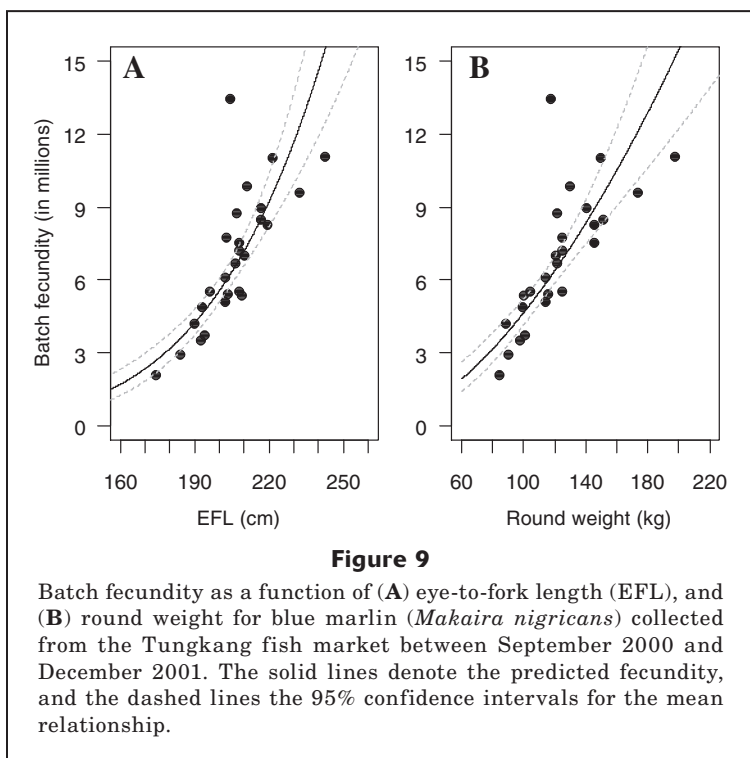 A
B
Batch fecundity (in millions)
15
12
9
6
3
0
160 190 220 250
60 100 140 180 220
EFL (cm)
Round weight (kg)
Figure 9
Batch fecundity as a function of (A) eye-to-fork length (EFL), and
(B) round weight for blue marlin (Makaira nigricans) collected
from the Tungkang fish market between September 2000 and
December 2001. The solid lines denote the predicted fecundity,
and the dashed lines the 95% confidence intervals for the mean
relationship.